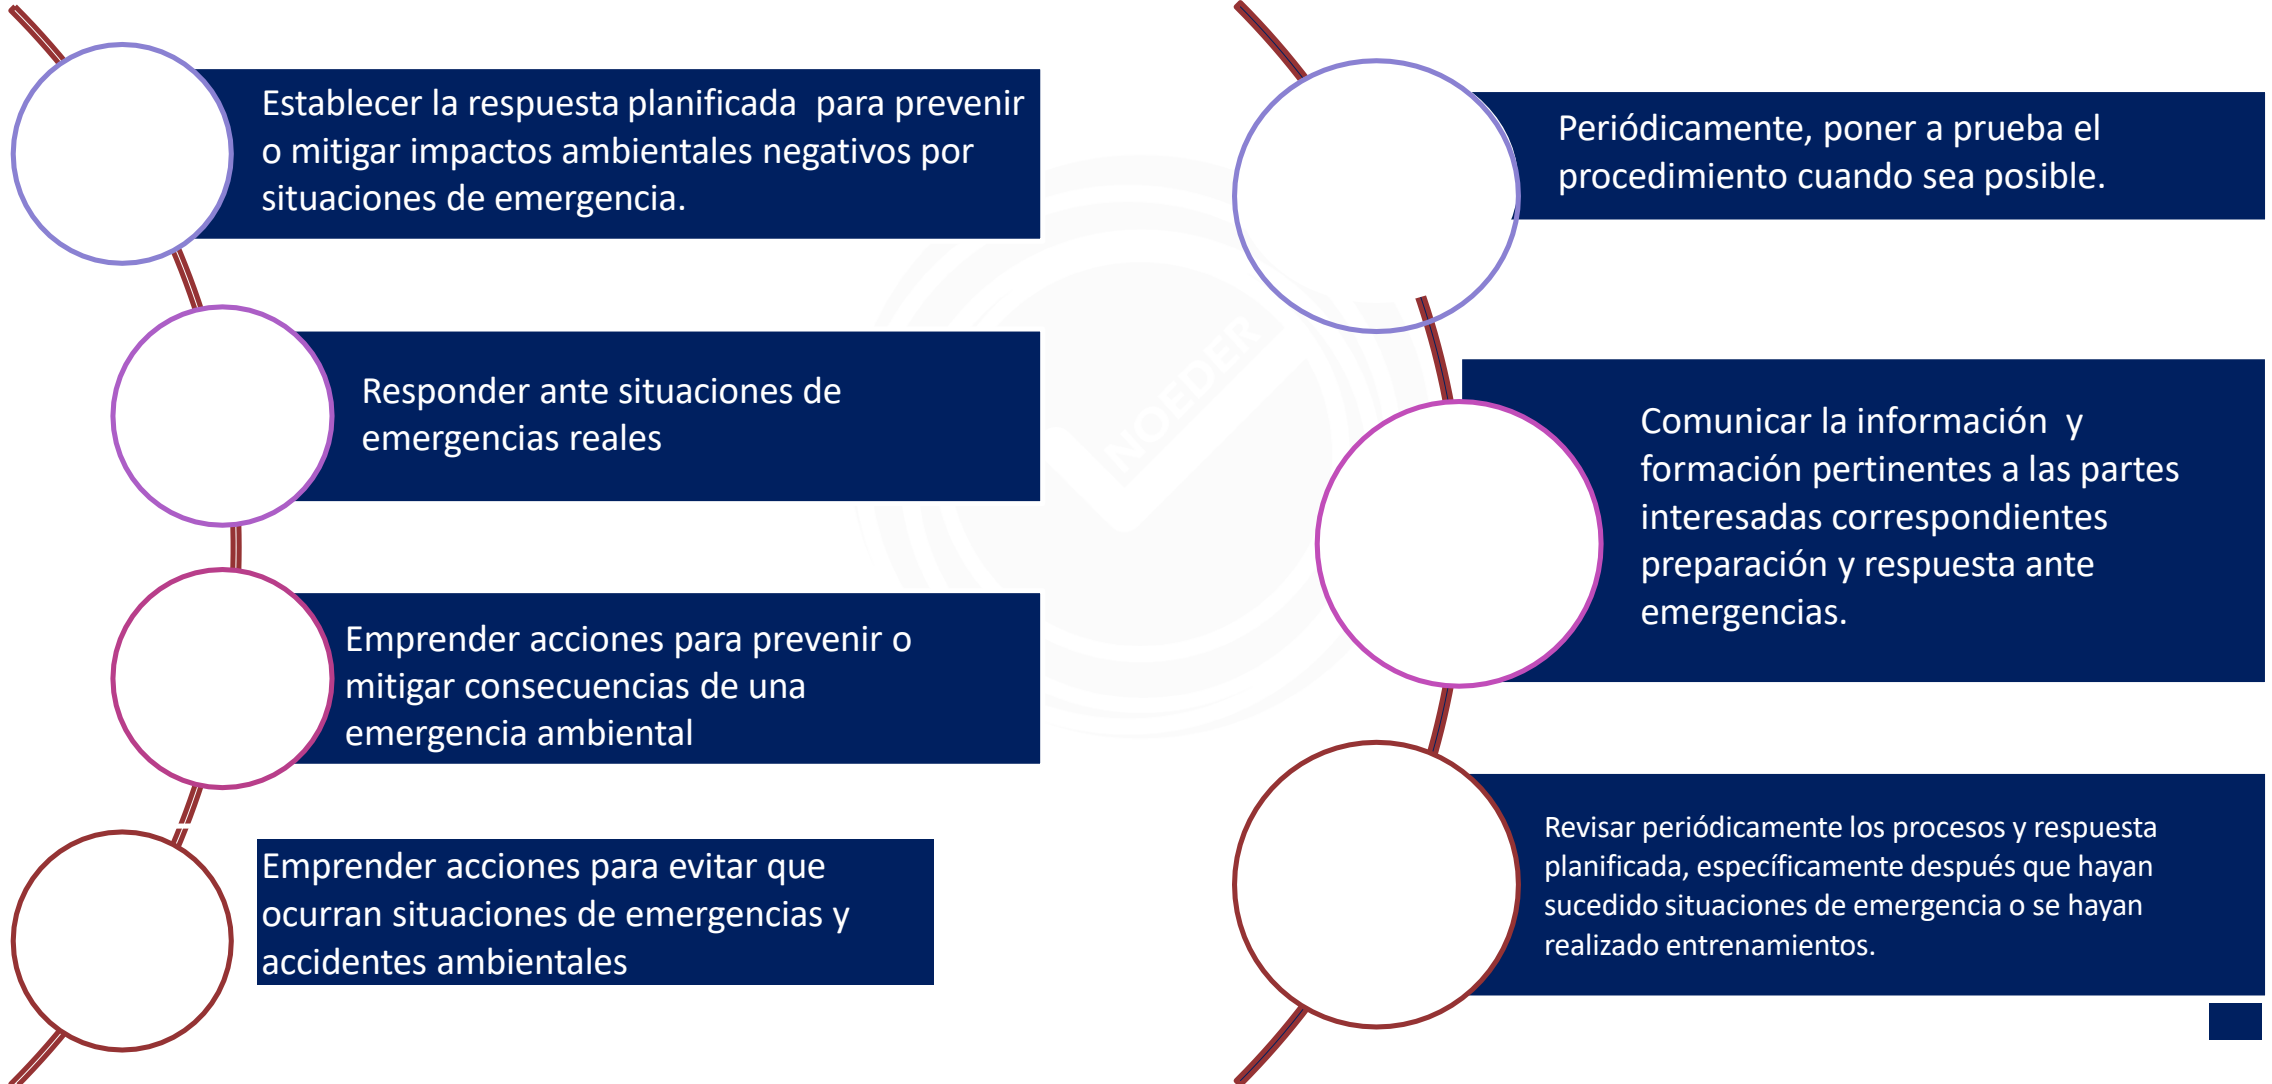 Establecer la respuesta planificada  para prevenir
o mitigar impactos ambientales negativos por
situaciones de emergencia.
Responder ante situaciones de
emergencias reales
Emprender acciones para prevenir o
mitigar consecuencias de una
emergencia ambiental
Emprender acciones para evitar que
ocurran situaciones de emergencias y
accidentes ambientales
NOEDER
Periódicamente, poner a prueba el
procedimiento cuando sea posible.
Comunicar la información  y
formación pertinentes a las partes
interesadas correspondientes
preparación y respuesta ante
emergencias.
Revisar periódicamente los procesos y respuesta
planificada, específicamente después que hayan
sucedido situaciones de emergencia o se hayan
realizado entrenamientos.